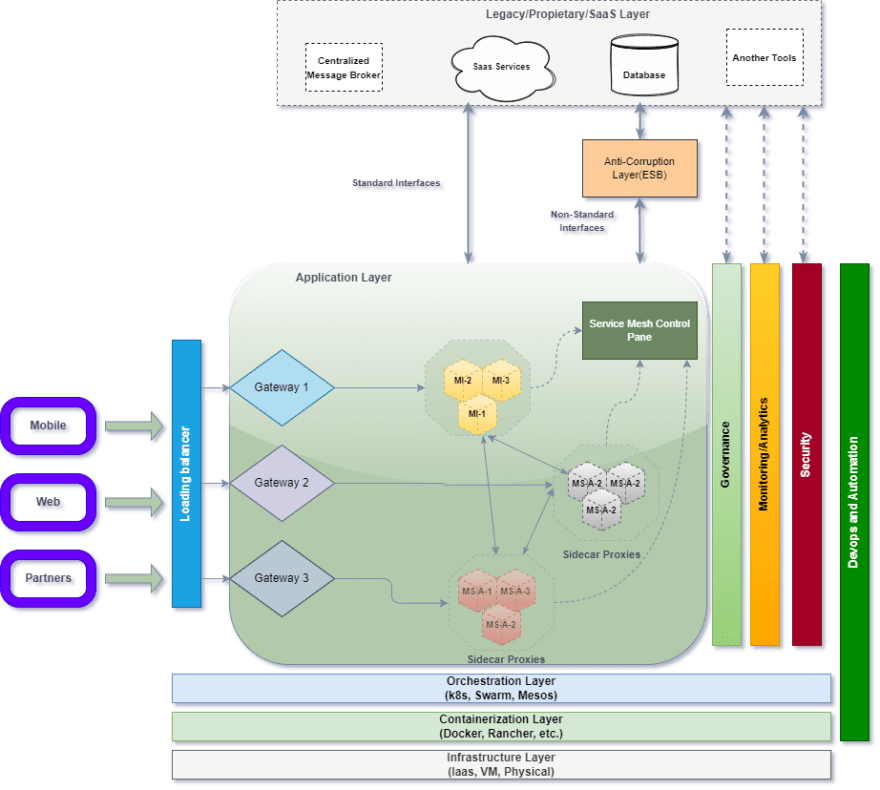 Legacy/Propietary/SaaS Layer
Centralized
Message Broker
Saas Services
Database
Another Tools
Anti-Corruption
Layer(ESB)
Standard Interfaces
Non-Standard
Interfaces
Application Layer
Service Mesh Control
Pane
Gateway 1
MI-2
MI-3
MI-1
Mobile
Loading balancer
Gateway 2
MS-A-2
MS-A-2
MS-A-2
Web
Sidecar Proxies
Partners
Gateway 3
MS-A-1
MS-A-3
MS-A-2
Sidecar Proxies
Governance
Monitoring/Analytics
Security
Devops and Automation
Orchestration Layer
(k8s, Swarm, Mesos)
Containerization Layer
(Docker, Rancher, etc.)
Infrastructure Layer
(Iaas, VM, Physical)